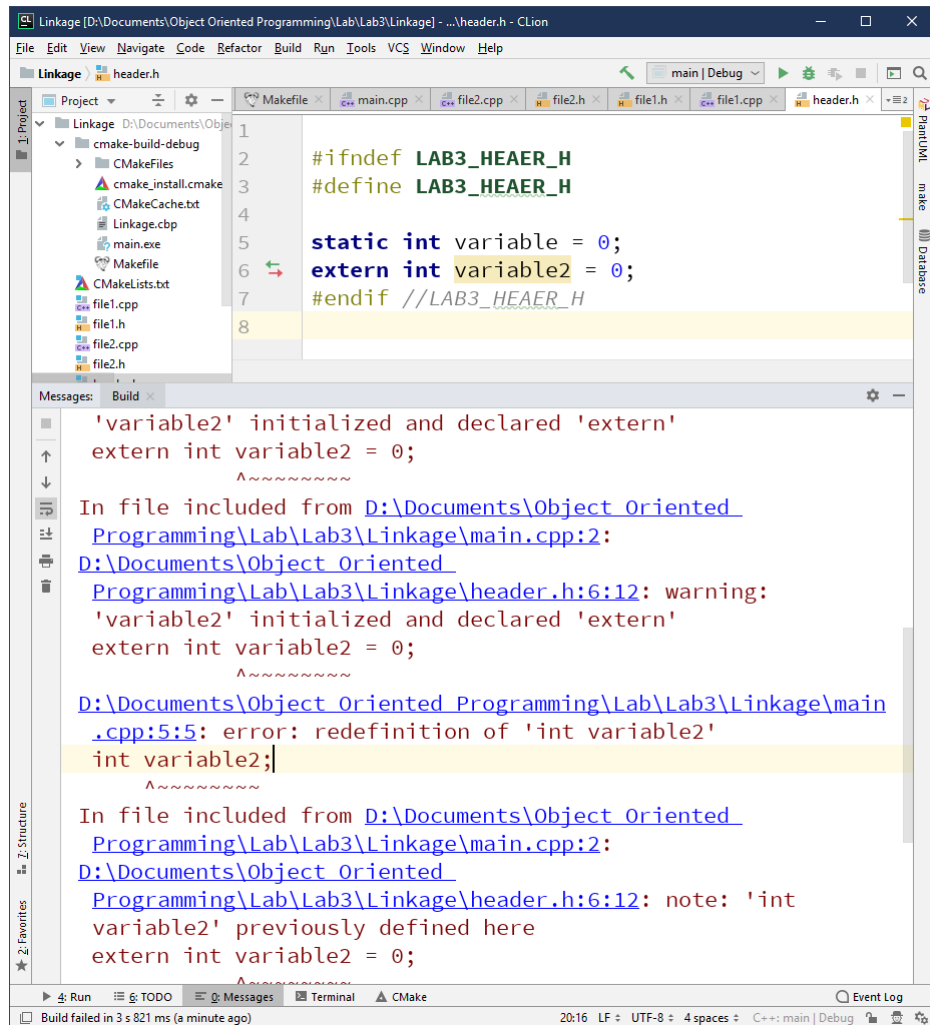 Linkage [D:\Documents\Object Oriented Programming\Lab\Lab3\Linkage] - ...\header.h - CLion
File Edit View Navigate Code Refactor Build Run Tools VCS Window Help
Linkage header.h main | Debug
1: Project
Project
Makefile main.cpp file2.cpp file2.h file1.h file1.cpp header.h
Linkage D:\Documents\Obje
cmake-build-debug
CMakeFiles
cmake_install.cmake
CMakeCache.txt
Linkage.cbp
main.exe
Makefile
CMakeLists.txt
file1.cpp
file1.h
file2.cpp
file2.h
1
2 #ifndef LAB3_HEAER_H
3 #define LAB3_HEAER_H
4
5 static int variable = 0;
6 extern int variable2 = 0;
7 #endif //LAB3_HEAER_H
8
PlantUML
make
Database
Messages: Build
'variable2' initialized and declared 'extern'
extern int variable2 = 0;
^~~~~~~~~
In file included from D:\Documents\Object Oriented
Programming\Lab\Lab3\Linkage\main.cpp:2:
D:\Documents\Object Oriented
Programming\Lab\Lab3\Linkage\header.h:6:12: warning:
'variable2' initialized and declared 'extern'
extern int variable2 = 0;
^~~~~~~~~
D:\Documents\Object Oriented Programming\Lab\Lab3\Linkage\main
.cpp:5:5: error: redefinition of 'int variable2'
int variable2;
^~~~~~~~~
In file included from D:\Documents\Object Oriented
Programming\Lab\Lab3\Linkage\main.cpp:2:
D:\Documents\Object Oriented
Programming\Lab\Lab3\Linkage\header.h:6:12: note: 'int
variable2' previously defined here
extern int variable2 = 0;
7: Structure
2: Favorites
4: Run 6: TODO 0: Messages Terminal CMake Event Log
Build failed in 3 s 821 ms (a minute ago) 20:16 LF UTF-8 4 spaces C++: main | Debug